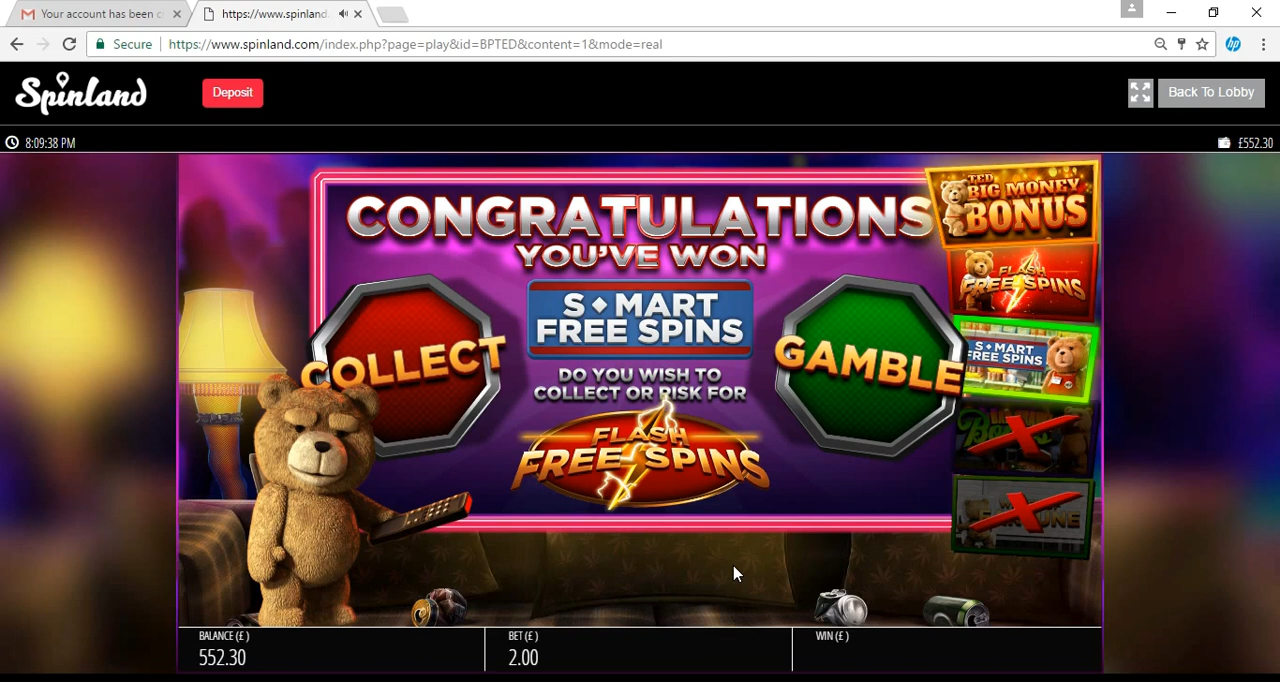 Your account has been c
https://www.spinland.
Secure
https://www.spinland.com/index.php?page=play&id=BPTED&content=1&mode=real
hp
Spinland
Deposit
Back To Lobby
8:09:38 PM
£552.30
CONGRATULATIONS
YOU'VE WON
S♦MART
FREE SPINS
DO YOU WISH TO
COLLECT OR RISK FOR
FLASH
FREE SPINS
COLLECT
GAMBLE
TED
BIG MONEY
BONUS
FLASH
FREE SPINS
S♦MART
FREE SPINS
BALANCE (£ )
552.30
BET (£ )
2.00
WIN (£ )